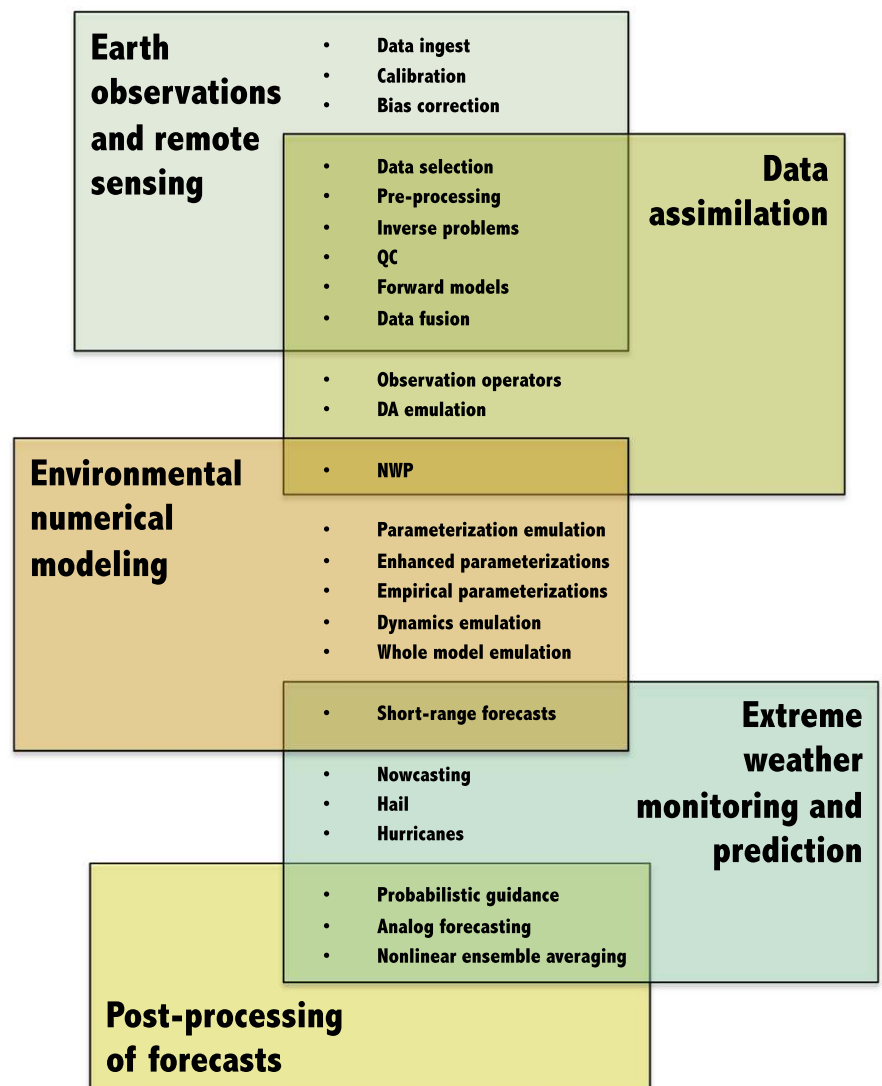 Earth
observations
and remote
sensing
• Data ingest
• Calibration
• Bias correction
• Data selection
• Pre-processing
• Inverse problems
• QC
• Forward models
• Data fusion
Data
assimilation
• Observation operators
• DA emulation
Environmental
numerical
modeling
• NWP
• Parameterization emulation
• Enhanced parameterizations
• Empirical parameterizations
• Dynamics emulation
• Whole model emulation
• Short-range forecasts
Extreme
weather
monitoring and
prediction
• Nowcasting
• Hail
• Hurricanes
• Probabilistic guidance
• Analog forecasting
• Nonlinear ensemble averaging
Post-processing
of forecasts